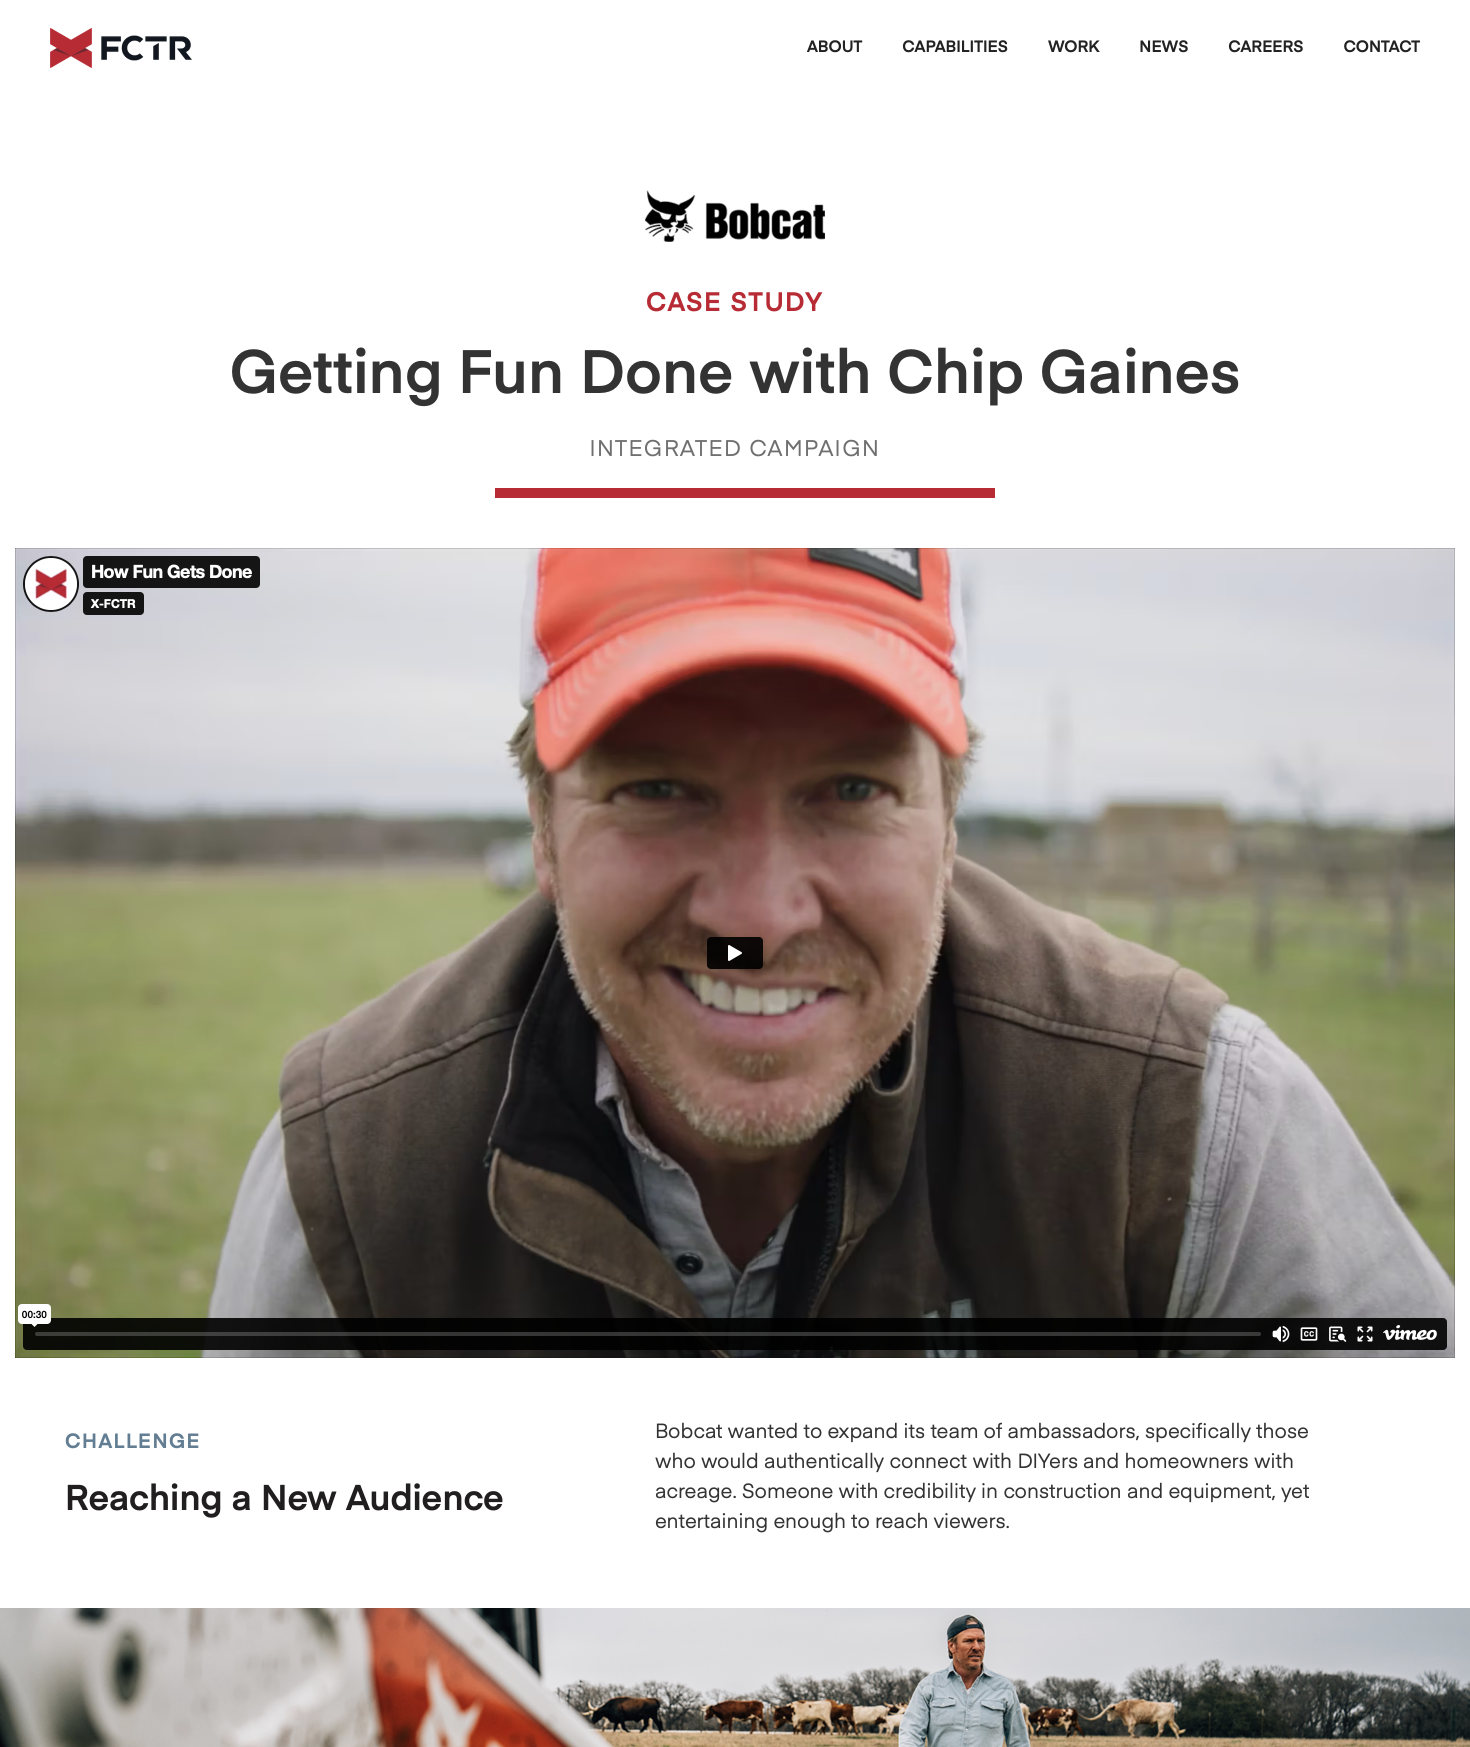 FCTR
ABOUT CAPABILITIES WORK NEWS CAREERS CONTACT
Bobcat
CASE STUDY
Getting Fun Done with Chip Gaines
INTEGRATED CAMPAIGN
How Fun Gets Done
X-FCTR
00:30
CC
vimeo
CHALLENGE
Reaching a New Audience
Bobcat wanted to expand its team of ambassadors, specifically those
who would authentically connect with DIYers and homeowners with
acreage. Someone with credibility in construction and equipment, yet
entertaining enough to reach viewers.